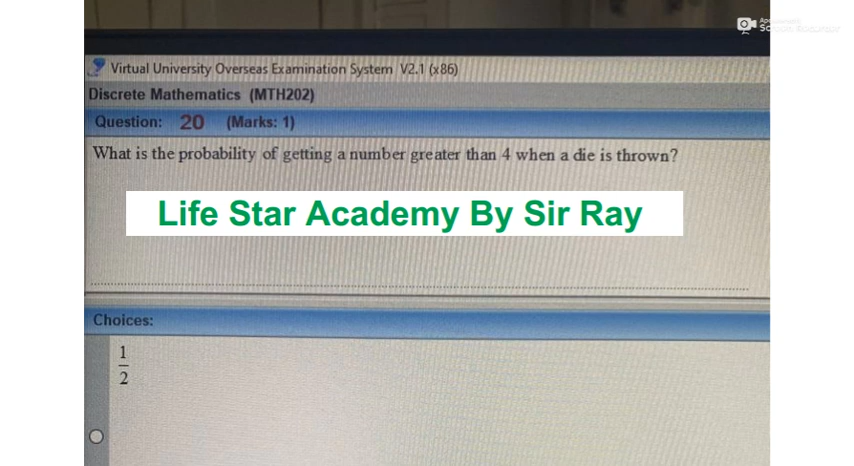 Virtual University Overseas Examination System V2.1 (x86)
Discrete Mathematics (MTH202)
Question: 20 (Marks: 1)
What is the probability of getting a number greater than 4 when a die is thrown?
Life Star Academy By Sir Ray
Choices:
1
2